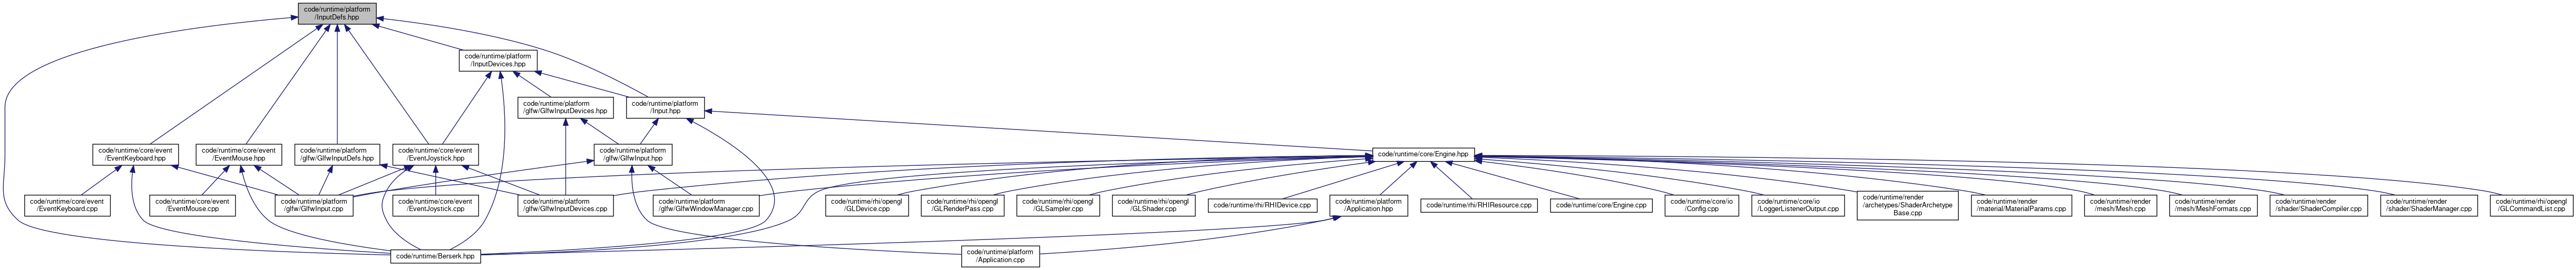 code/runtime/platform
/InputDefs.hpp
code/runtime/platform
/InputDevices.hpp
code/runtime/platform
/glfw/GlfwInputDevices.hpp
code/runtime/platform
/Input.hpp
code/runtime/core/event
/EventKeyboard.hpp
code/runtime/core/event
/EventMouse.hpp
code/runtime/platform
/glfw/GlfwInputDefs.hpp
code/runtime/core/event
/EventJoystick.hpp
code/runtime/platform
/glfw/GlfwInput.hpp
code/runtime/core/Engine.hpp
code/runtime/core/event
/EventKeyboard.cpp
code/runtime/core/event
/EventMouse.cpp
code/runtime/platform
/glfw/GlfwInput.cpp
code/runtime/core/event
/EventJoystick.cpp
code/runtime/platform
/glfw/GlfwInputDevices.cpp
code/runtime/platform
/glfw/GlfwWindowManager.cpp
code/runtime/rhi/opengl
/GLDevice.cpp
code/runtime/rhi/opengl
/GLRenderPass.cpp
code/runtime/rhi/opengl
/GLSampler.cpp
code/runtime/rhi/opengl
/GLShader.cpp
code/runtime/rhi/RHIDevice.cpp
code/runtime/platform
/Application.hpp
code/runtime/rhi/RHIResource.cpp
code/runtime/core/Engine.cpp
code/runtime/core/io
/Config.cpp
code/runtime/core/io
/LoggerListenerOutput.cpp
code/runtime/render
/archetypes/ShaderArchetype
Base.cpp
code/runtime/render
/material/MaterialParams.cpp
code/runtime/render
/mesh/Mesh.cpp
code/runtime/render
/mesh/MeshFormats.cpp
code/runtime/render
/shader/ShaderCompiler.cpp
code/runtime/render
/shader/ShaderManager.cpp
code/runtime/rhi/opengl
/GLCommandList.cpp
code/runtime/Berserk.hpp
code/runtime/platform
/Application.cpp